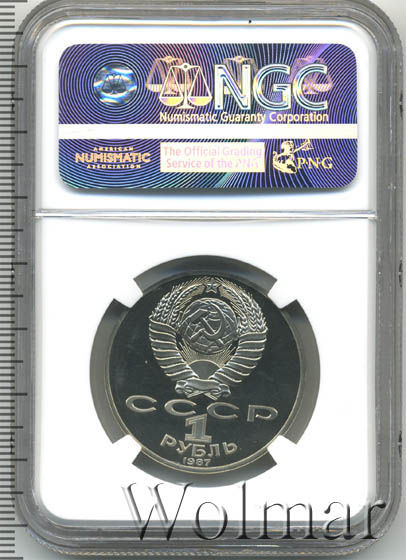 NGC
Numismatic Guaranty Corporation
AMERICAN
NUMISMATIC
ASSOCIATION
The Official Grading
Service of the PNG
PNG
СССР
1
РУБЛЬ
1987
Wolmar